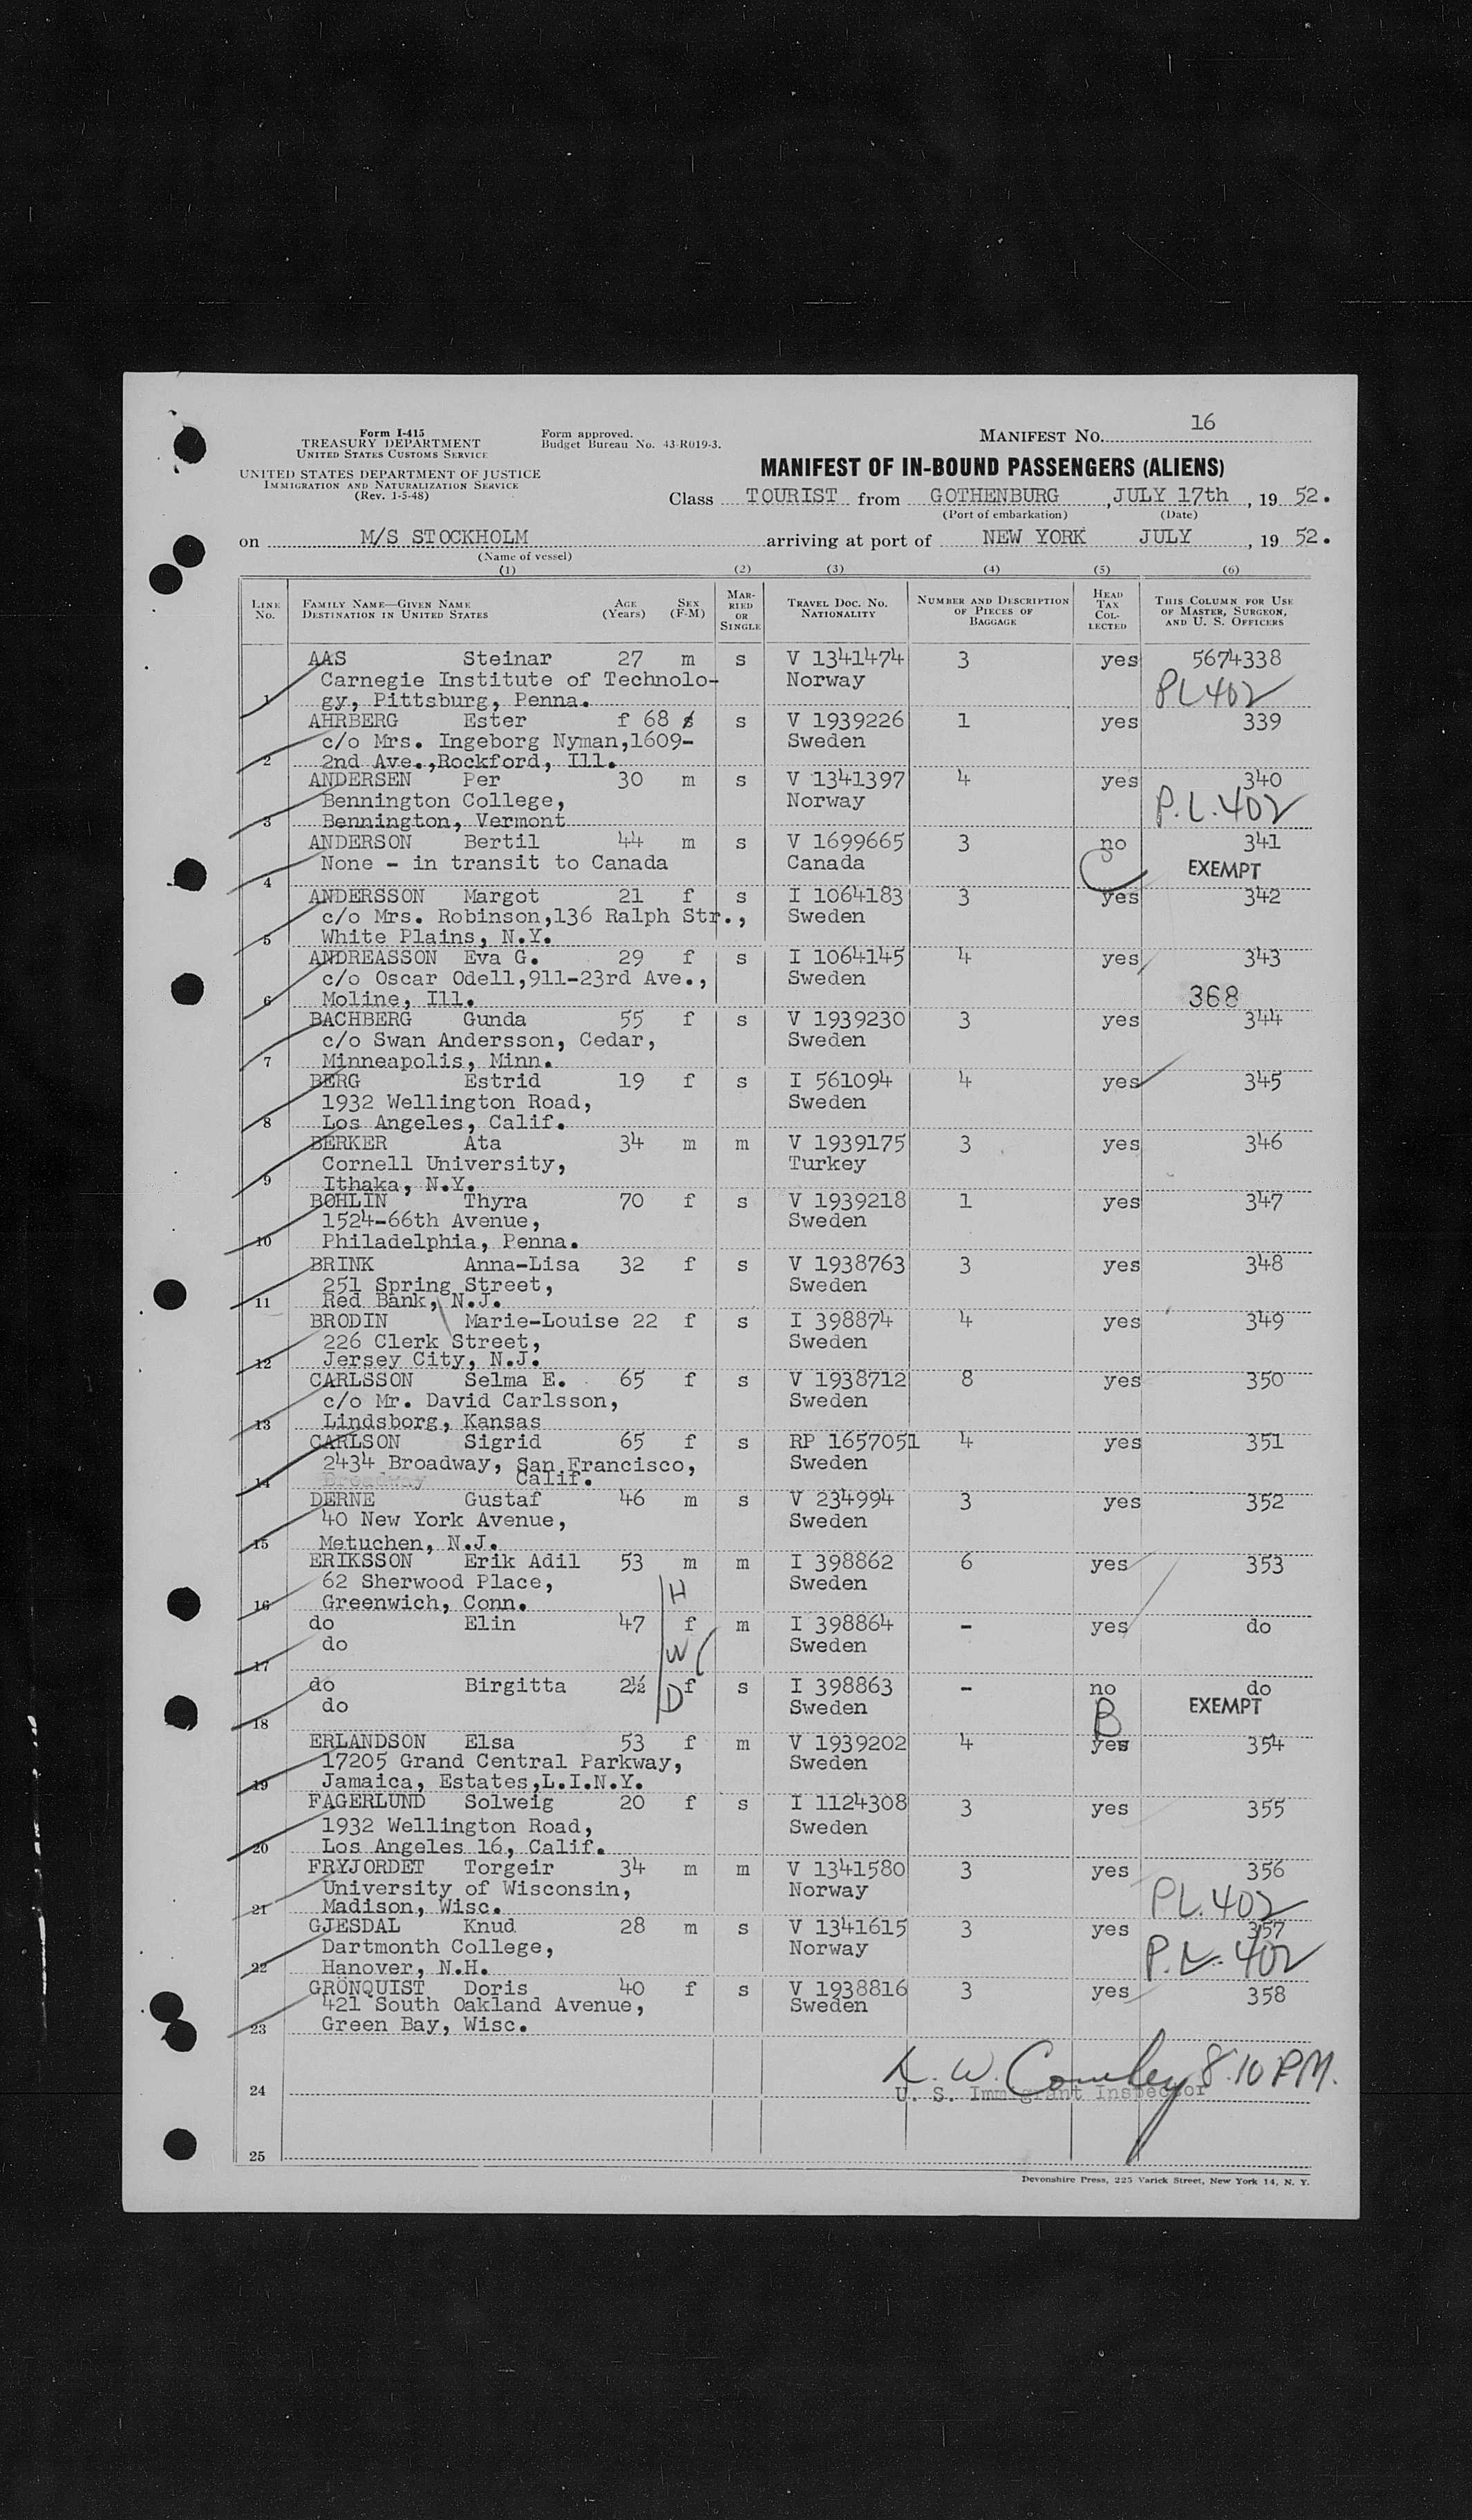 16
Form I-415
TREASURY DEPARTMENT
UNITED STATES CUSTOMS SERVICE
Form approved.
Budget Bureau No. 43-R019-3.
MANIFEST NO.
UNITED STATES DEPARTMENT OF JUSTICE
IMMIGRATION AND NATURALIZATION SERVICE
(Rev. 1-5-48)
MANIFEST OF IN-BOUND PASSENGERS (ALIENS)
Class TOURIST from GOTHENBURG, JULY 17th, 19 52.
(Port of embarkation) (Date)
on M/S STOCKHOLM arriving at port of NEW YORK JULY, 19 52.
(Name of vessel)
(1) (2) (3) (4) (5) (6)
LINE No. FAMILY NAME—GIVEN NAME DESTINATION IN UNITED STATES AGE (Years) SEX (F-M) MARRIED OR SINGLE TRAVEL DOC. NO. NATIONALITY NUMBER AND DESCRIPTION OF PIECES OF BAGGAGE HEAD TAX COLLECTED THIS COLUMN FOR USE OF MASTER, SURGEON, AND U. S. OFFICERS
AAS Steinar 27 m s V 1341474 3 yes 5674338
Carnegie Institute of Technolo- Norway PL 402
1 gy, Pittsburg, Penna.
AHRBERG Ester f 68 s s V 1939226 1 yes 339
c/o Mrs. Ingeborg Nyman,1609- Sweden
2 2nd Ave.,Rockford, Ill.
ANDERSEN Per 30 m s V 1341397 4 yes 340
Bennington College, Norway P.L.402
3 Bennington, Vermont
ANDERSON Bertil 44 m s V 1699665 3 no 341
None - in transit to Canada Canada C EXEMPT
4
ANDERSSON Margot 21 f s I 1064183 3 yes 342
c/o Mrs. Robinson,136 Ralph Str., Sweden
5 White Plains, N.Y.
ANDREASSON Eva G. 29 f s I 1064145 4 yes 343
c/o Oscar Odell,911-23rd Ave., Sweden
6 Moline, Ill. 368
BACHBERG Gunda 55 f s V 1939230 3 yes 344
c/o Swan Andersson, Cedar, Sweden
7 Minneapolis, Minn.
BERG Estrid 19 f s I 561094 4 yes 345
1932 Wellington Road, Sweden
8 Los Angeles, Calif.
BERKER Ata 34 m m V 1939175 3 yes 346
Cornell University, Turkey
9 Ithaka, N.Y.
BOHLIN Thyra 70 f s V 1939218 1 yes 347
1524-66th Avenue, Sweden
10 Philadelphia, Penna.
BRINK Anna-Lisa 32 f s V 1938763 3 yes 348
251 Spring Street, Sweden
11 Red Bank, N.J.
BRODIN Marie-Louise 22 f s I 398874 4 yes 349
226 Clerk Street, Sweden
12 Jersey City, N.J.
CARLSSON Selma E. 65 f s V 1938712 8 yes 350
c/o Mr. David Carlsson, Sweden
13 Lindsborg, Kansas
CARLSON Sigrid 65 f s RP 1657051 4 yes 351
2434 Broadway, San Francisco, Sweden
14 Broadway Calif.
DERNE Gustaf 46 m s V 234994 3 yes 352
40 New York Avenue, Sweden
15 Metuchen, N.J.
ERIKSSON Erik Adil 53 m m I 398862 6 yes 353
62 Sherwood Place, H Sweden
16 Greenwich, Conn.
do Elin 47 f m I 398864 - yes do
do W Sweden
17
do Birgitta 2½ f s I 398863 - no do
do D Sweden B EXEMPT
18
ERLANDSON Elsa 53 f m V 1939202 4 yes 354
17205 Grand Central Parkway, Sweden
19 Jamaica, Estates,L.I.N.Y.
FAGERLUND Solweig 20 f s I 1124308 3 yes 355
1932 Wellington Road, Sweden
20 Los Angeles 16, Calif.
FRYJORDET Torgeir 34 m m V 1341580 3 yes 356
University of Wisconsin, Norway PL.402
21 Madison, Wisc.
GJESDAL Knud 28 m s V 1341615 3 yes 357
Dartmonth College, Norway P.L. 402
22 Hanover, N.H.
GRÖNQUIST Doris 40 f s V 1938816 3 yes 358
421 South Oakland Avenue, Sweden
23 Green Bay, Wisc.
8:10 P.M.
24 U. S. Immigrant Inspector
25
Devonshire Press, 225 Varick Street, New York 14, N. Y.